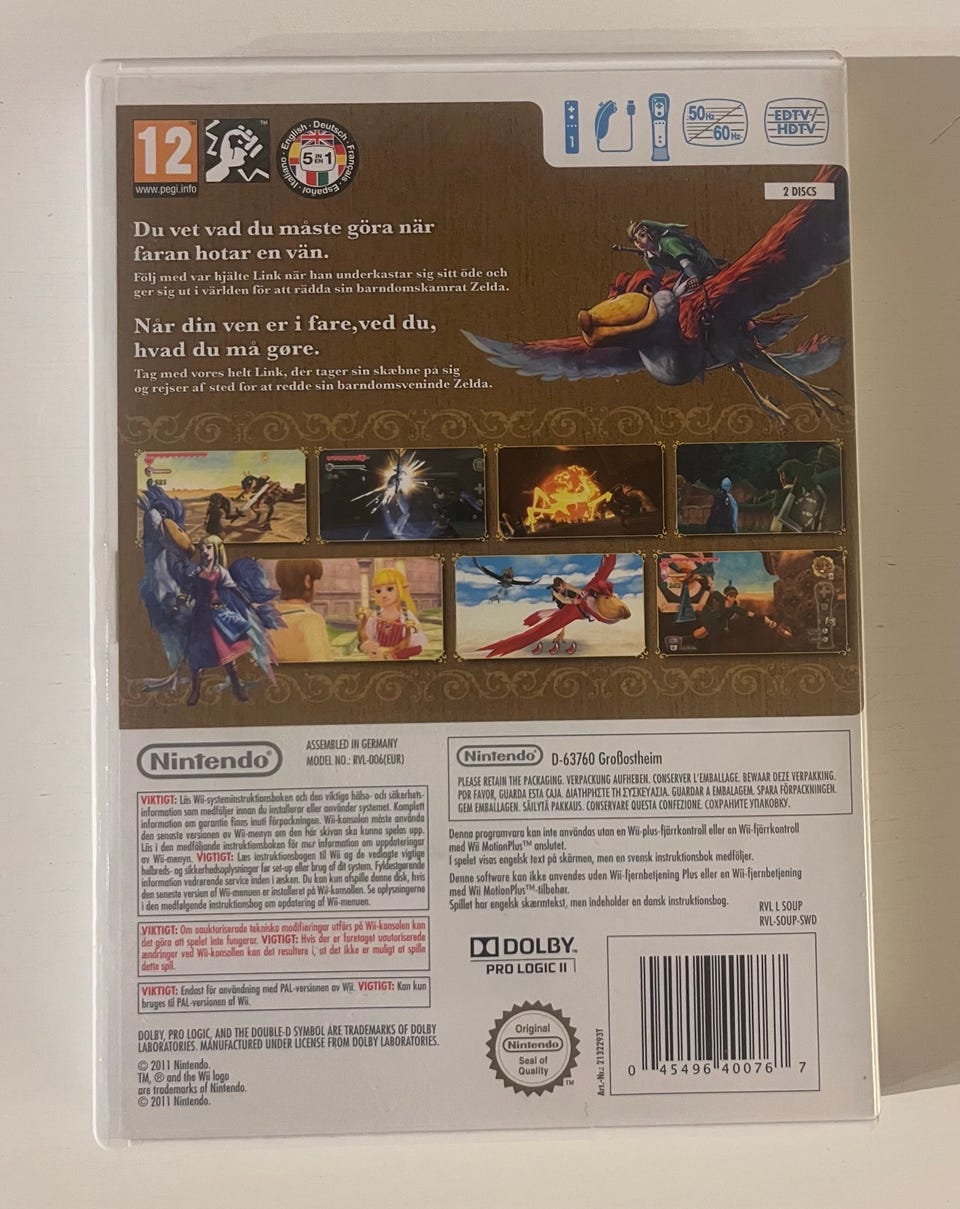 12
www.pegi.info
English · Deutsch · Français · Español · Italiano ·
5 IN EN 1
1
50Hz
60Hz
EDTV/
HDTV
2 DISCS
Du vet vad du måste göra när
faran hotar en vän.
Följ med var hjälte Link när han underkastar sig sitt öde och
ger sig ut i världen för att rädda sin barndomskamrat Zelda.
Når din ven er i fare,ved du,
hvad du må gøre.
Tag med vores helt Link, der tager sin skæbne på sig
og rejser af sted for at redde sin barndomsveninde Zelda.
Nintendo
ASSEMBLED IN GERMANY
MODEL NO.: RVL-006(EUR)
VIKTIGT: Läs Wii-systeminstruktionsboken och den viktiga hälso- och säkerhets-
information som medföljer innan du installerar eller använder systemet. Komplett
information om garantin finns inuti förpackningen. Wii-konsolen måste använda
den senaste versionen av Wii-menyn om den här skivan ska kunna spelas upp.
Läs i den medföljande instruktionsboken för mer information om uppdateringar
av Wii-menyn. VIGTIGT: Læs instruktionsbogen til Wii og de vedlagte vigtige
helbreds- og sikkerhedsoplysninger før set-up eller brug af dit system. Fyldestgørende
information vedrørende service inden i æsken. Du kan kun afspille denne disk, hvis
den seneste version af Wii-menuen er installeret på Wii-konsollen. Se oplysningerne
i den medfølgende instruktionsbog om opdatering af Wii-menuen.
VIKTIGT: Om oauktoriserade tekniska modifieringar utförs på Wii-konsolen kan
det göra att spelet inte fungerar. VIGTIGT: Hvis der er foretaget uautoriserede
ændringer ved Wii-konsollen kan det resultere i, at det ikke er muligt at spille
dette spil.
VIKTIGT: Endast för användning med PAL-versionen av Wii. VIGTIGT: Kan kun
bruges til PAL-versionen af Wii.
DOLBY, PRO LOGIC, AND THE DOUBLE-D SYMBOL ARE TRADEMARKS OF DOLBY
LABORATORIES. MANUFACTURED UNDER LICENSE FROM DOLBY LABORATORIES.
© 2011 Nintendo.
TM, ® and the Wii logo
are trademarks of Nintendo.
© 2011 Nintendo.
Nintendo D-63760 Großostheim
PLEASE RETAIN THE PACKAGING. VERPACKUNG AUFHEBEN. CONSERVER L'EMBALLAGE. BEWAAR DEZE VERPAKKING.
POR FAVOR, GUARDA ESTA CAJA. ΔΙΑΤΗΡΗΣΤΕ ΤΗ ΣΥΣΚΕΥΑΣΙΑ. GUARDAR A EMBALAGEM. SPARA FÖRPACKNINGEN.
GEM EMBALLAGEN. SÄILYTÄ PAKKAUS. CONSERVARE QUESTA CONFEZIONE. СОХРАНИТЕ УПАКОВКУ.
Denna programvara kan inte användas utan en Wii-plus-fjärrkontroll eller en Wii-fjärrkontroll
med Wii MotionPlus™ anslutet.
I spelet visas engelsk text på skärmen, men en svensk instruktionsbok medföljer.
Denne software kan ikke anvendes uden Wii-fjernbetjening Plus eller en Wii-fjernbetjening
med Wii MotionPlus™-tilbehør.
Spillet har engelsk skærmtekst, men indeholder en dansk instruktionsbog.
RVL L SOUP
RVL-SOUP-SWD
DOLBY™
PRO LOGIC II
Original
Nintendo
Seal of
Quality
™
Art.-No.: 2132293T
0 45496 40076 7